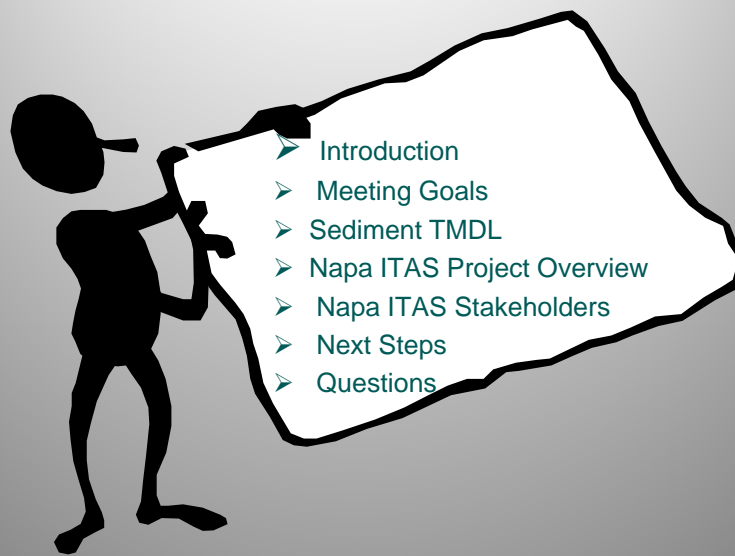 ➢ Introduction
➢ Meeting Goals
➢ Sediment TMDL
➢ Napa ITAS Project Overview
➢ Napa ITAS Stakeholders
➢ Next Steps
➢ Questions